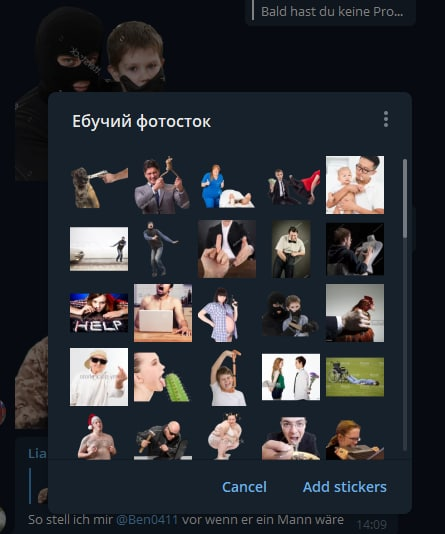 Bald hast du keine Pro...
Ебучий фотосток
HELP
Lia
Cancel
Add stickers
So stell ich mir @Ben0411 vor wenn er ein Mann wäre
14:09